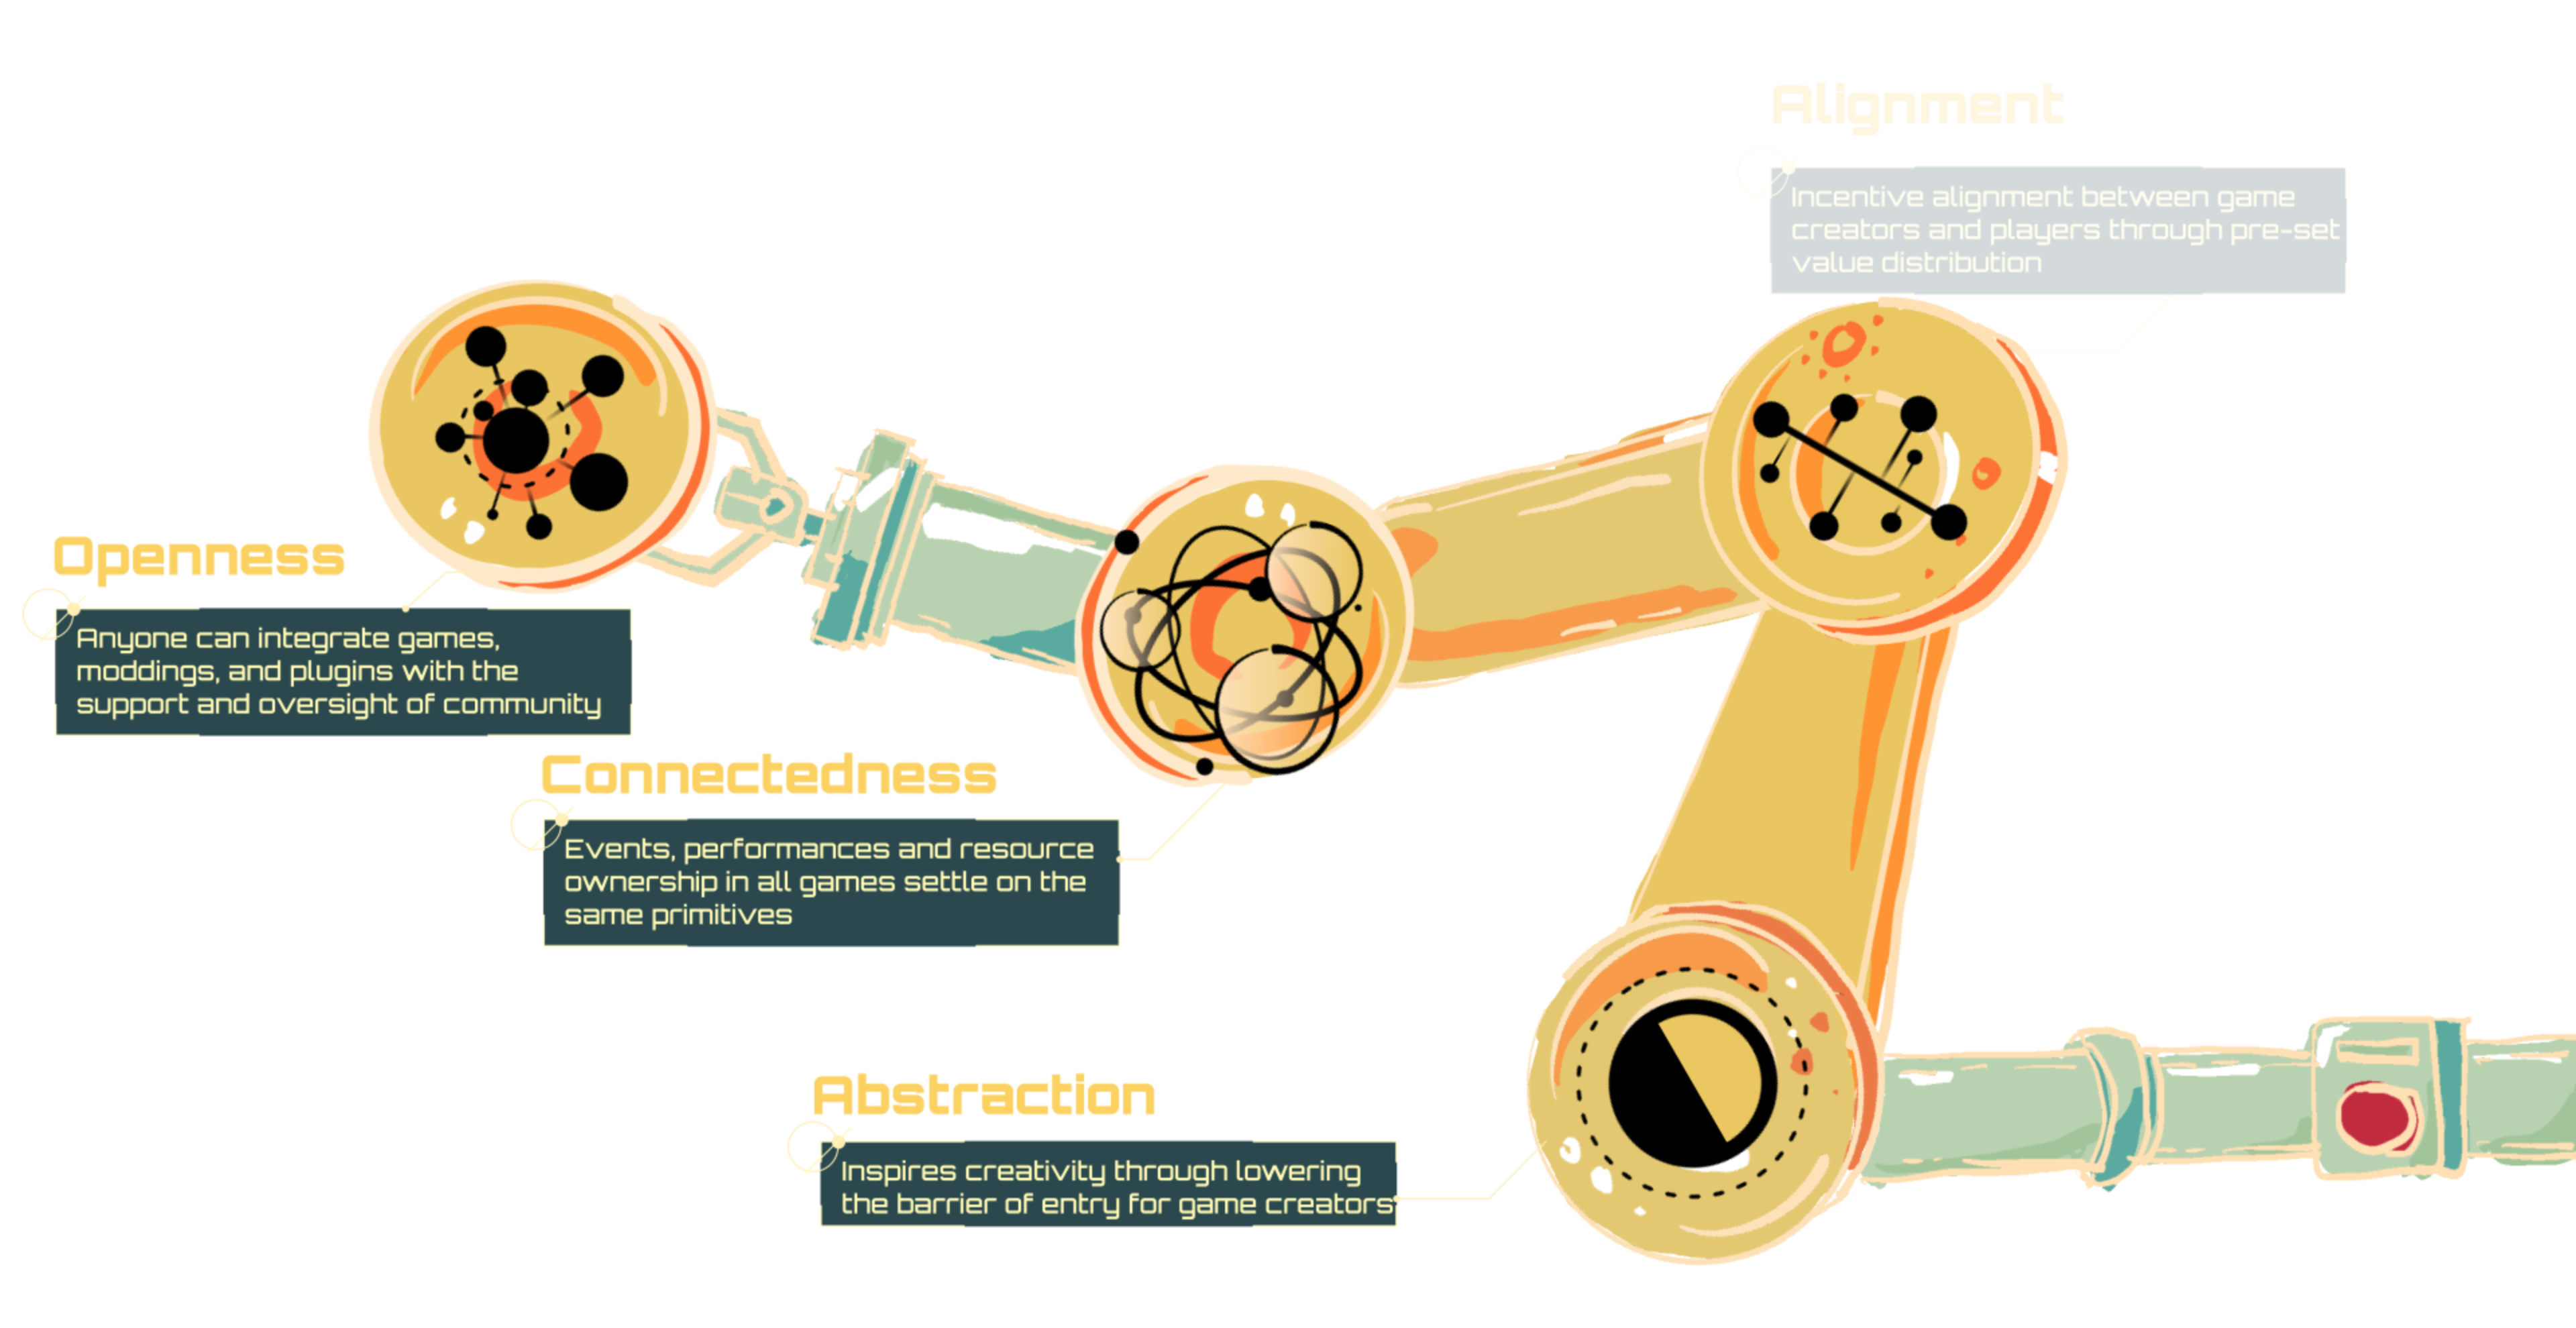 Alignment
Incentive alignment between game
creators and players through pre-set
value distribution
Openness
Anyone can integrate games,
moddings, and plugins with the
support and oversight of community
Connectedness
Events, performances and resource
ownership in all games settle on the
same primitives
Abstraction
Inspires creativity through lowering
the barrier of entry for game creators